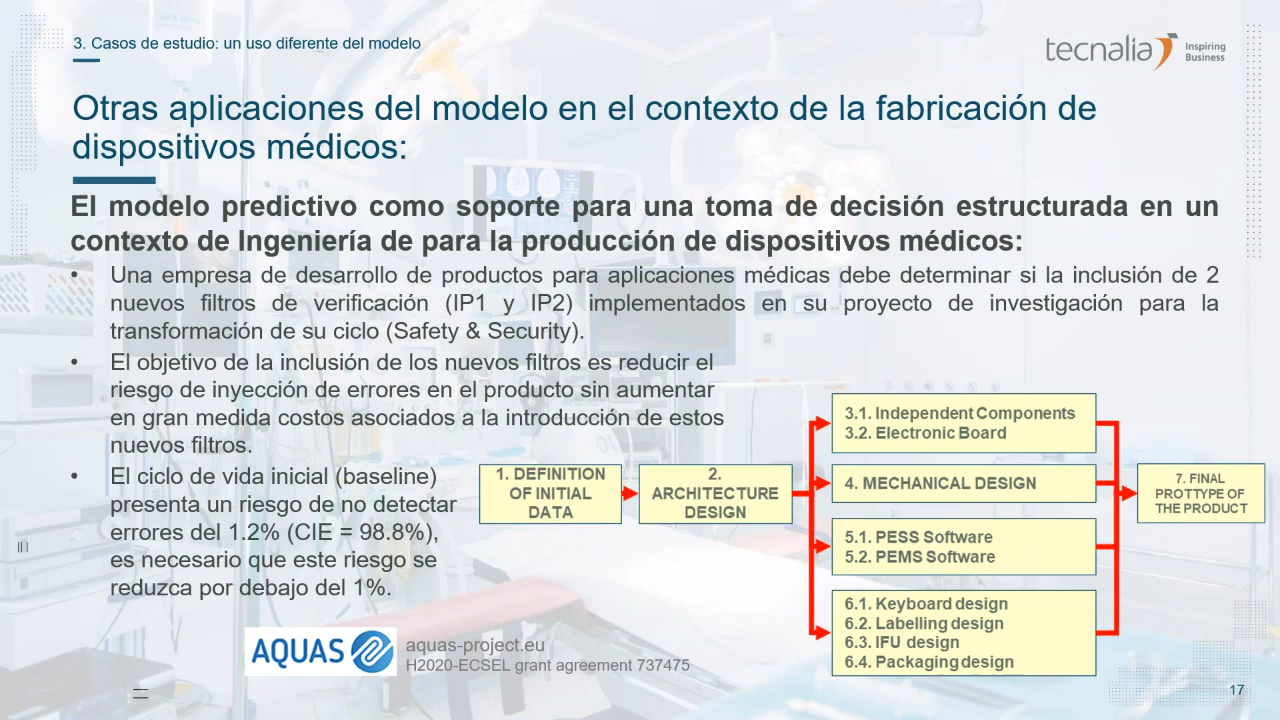 3. Casos de estudio: un uso diferente del modelo
tecnalia Inspiring
Business
Otras aplicaciones del modelo en el contexto de la fabricación de
dispositivos médicos:
El modelo predictivo como soporte para una toma de decisión estructurada en un
contexto de Ingeniería de para la producción de dispositivos médicos:
• Una empresa de desarrollo de productos para aplicaciones médicas debe determinar si la inclusión de 2
nuevos filtros de verificación (IP1 y IP2) implementados en su proyecto de investigación para la
transformación de su ciclo (Safety & Security).
• El objetivo de la inclusión de los nuevos filtros es reducir el
riesgo de inyección de errores en el producto sin aumentar
en gran medida costos asociados a la introducción de estos
nuevos filtros.
• El ciclo de vida inicial (baseline)
presenta un riesgo de no detectar
errores del 1.2% (CIE = 98.8%),
es necesario que este riesgo se
reduzca por debajo del 1%.
1. DEFINITION
OF INITIAL
DATA
2.
ARCHITECTURE
DESIGN
3.1. Independent Components
3.2. Electronic Board
4. MECHANICAL DESIGN
5.1. PESS Software
5.2. PEMS Software
6.1. Keyboard design
6.2. Labelling design
6.3. IFU design
6.4. Packaging design
7. FINAL
PROTTYPE OF
THE PRODUCT
AQUAS
aquas-project.eu
H2020-ECSEL grant agreement 737475
17